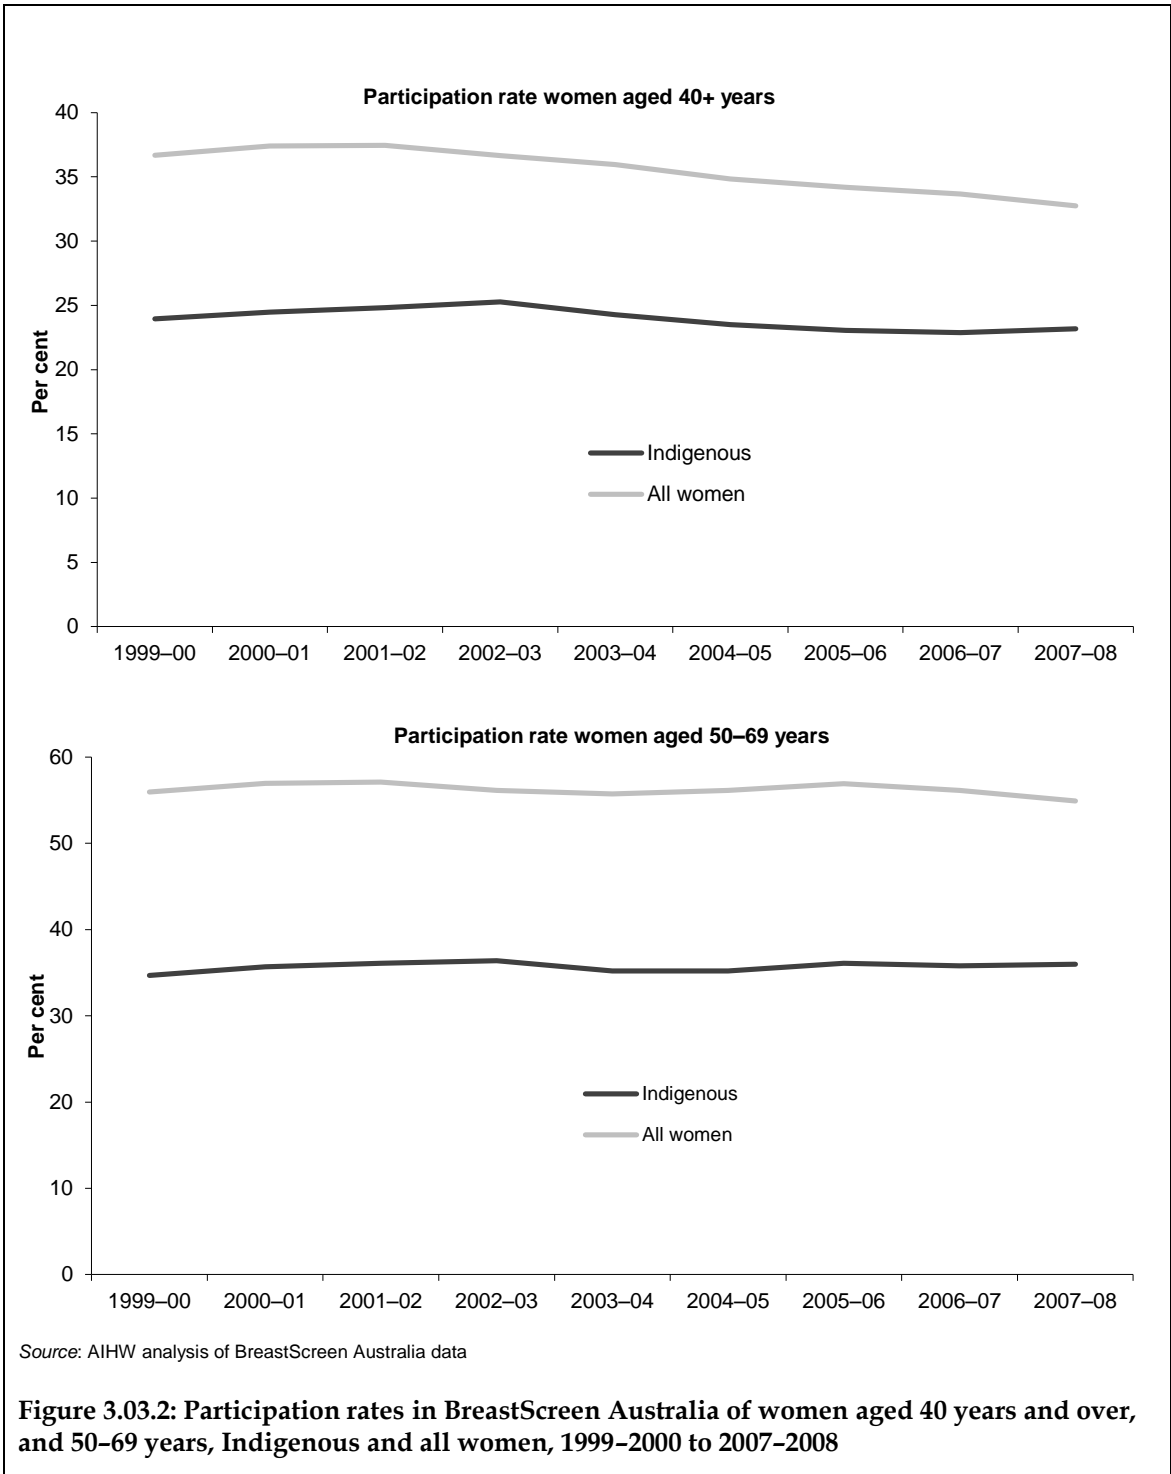 Participation rate women aged 40+ years
40
35
30
25
20
15
10
5
0
Per cent
Indigenous
All women
1999–00 2000–01 2001–02 2002–03 2003–04 2004–05 2005–06 2006–07 2007–08
Participation rate women aged 50–69 years
60
50
40
30
20
10
0
Per cent
Indigenous
All women
1999–00 2000–01 2001–02 2002–03 2003–04 2004–05 2005–06 2006–07 2007–08
Source: AIHW analysis of BreastScreen Australia data
Figure 3.03.2: Participation rates in BreastScreen Australia of women aged 40 years and over,
and 50–69 years, Indigenous and all women, 1999–2000 to 2007–2008